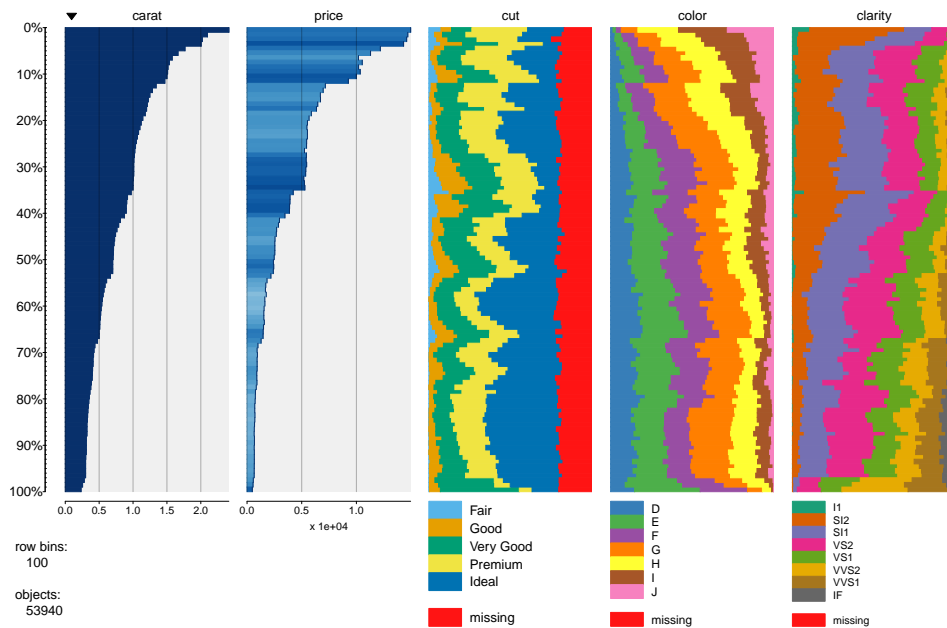 carat price cut color clarity
0%
10%
20%
30%
40%
50%
60%
70%
80%
90%
100%
0.0 0.5 1.0 1.5 2.0 0.0 0.5 1.0
x 1e+04
row bins:
100
objects:
53940
Fair
Good
Very Good
Premium
Ideal
missing
D
E
F
G
H
I
J
missing
I1
SI2
SI1
VS2
VS1
VVS2
VVS1
IF
missing